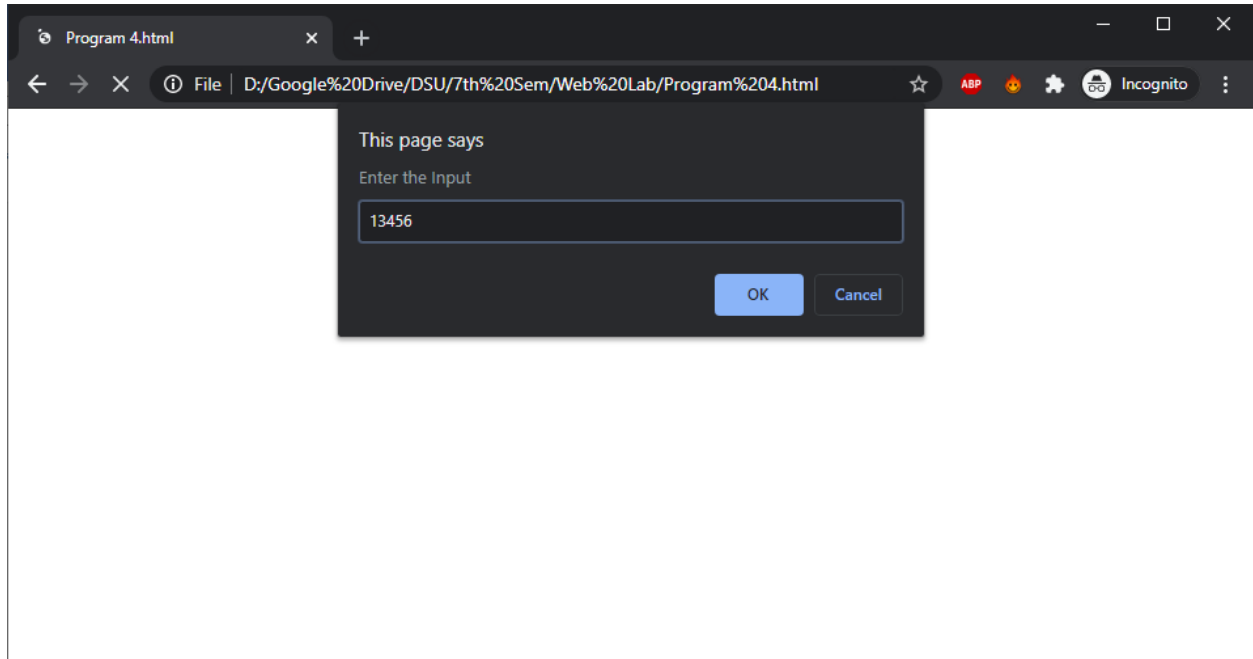 Program 4.html
File D:/Google%20Drive/DSU/7th%20Sem/Web%20Lab/Program%204.html ABP Incognito
This page says
Enter the Input
13456
OK Cancel